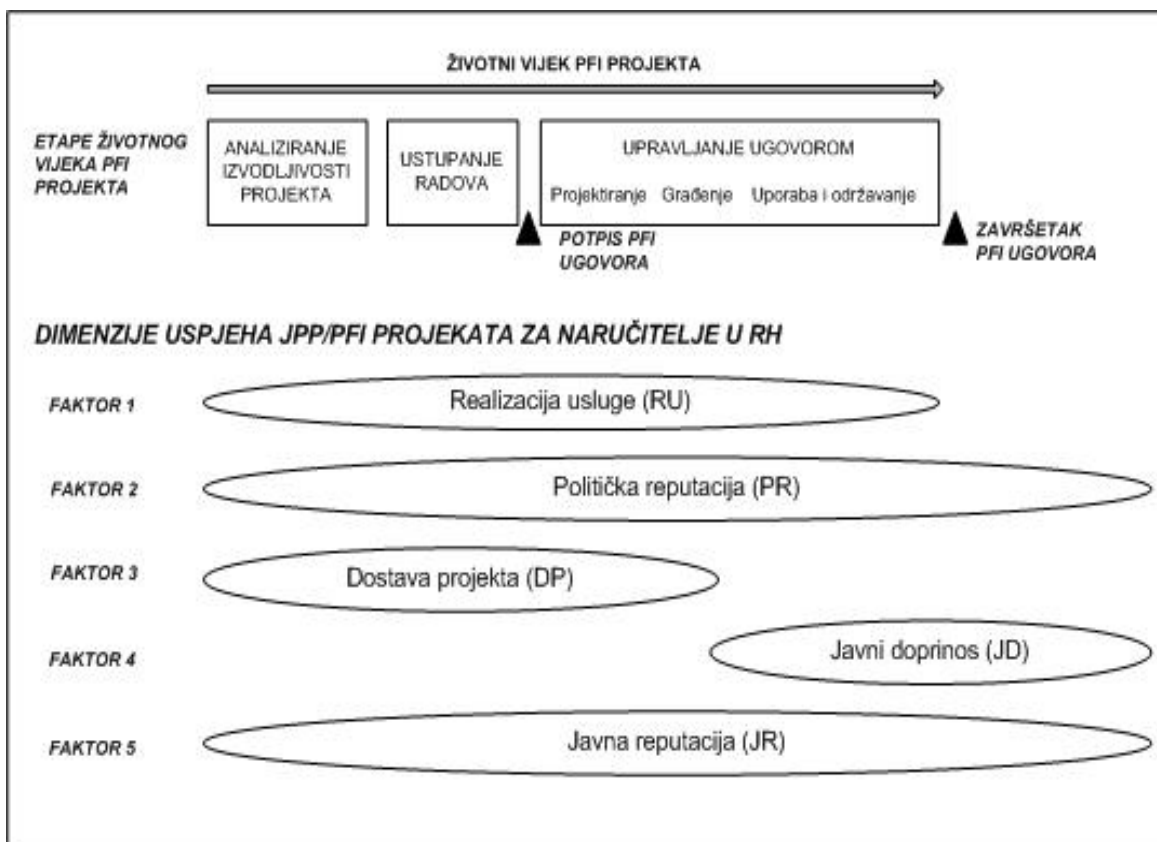 ŽIVOTNI VIJEK PFI PROJEKTA
ETAPE ŽIVOTNOG
VIJEKA PFI
PROJEKTA
ANALIZIRANJE
IZVODLJIVOSTI
PROJEKTA
USTUPANJE
RADOVA
UPRAVLJANJE UGOVOROM
Projektiranje Građenje Uporaba i održavanje
POTPIS PFI
UGOVORA
ZAVRŠETAK
PFI UGOVORA
DIMENZIJE USPJEHA JPP/PFI PROJEKATA ZA NARUČITELJE U RH
FAKTOR 1
Realizacija usluge (RU)
FAKTOR 2
Politička reputacija (PR)
FAKTOR 3
Dostava projekta (DP)
FAKTOR 4
Javni doprinos (JD)
FAKTOR 5
Javna reputacija (JR)